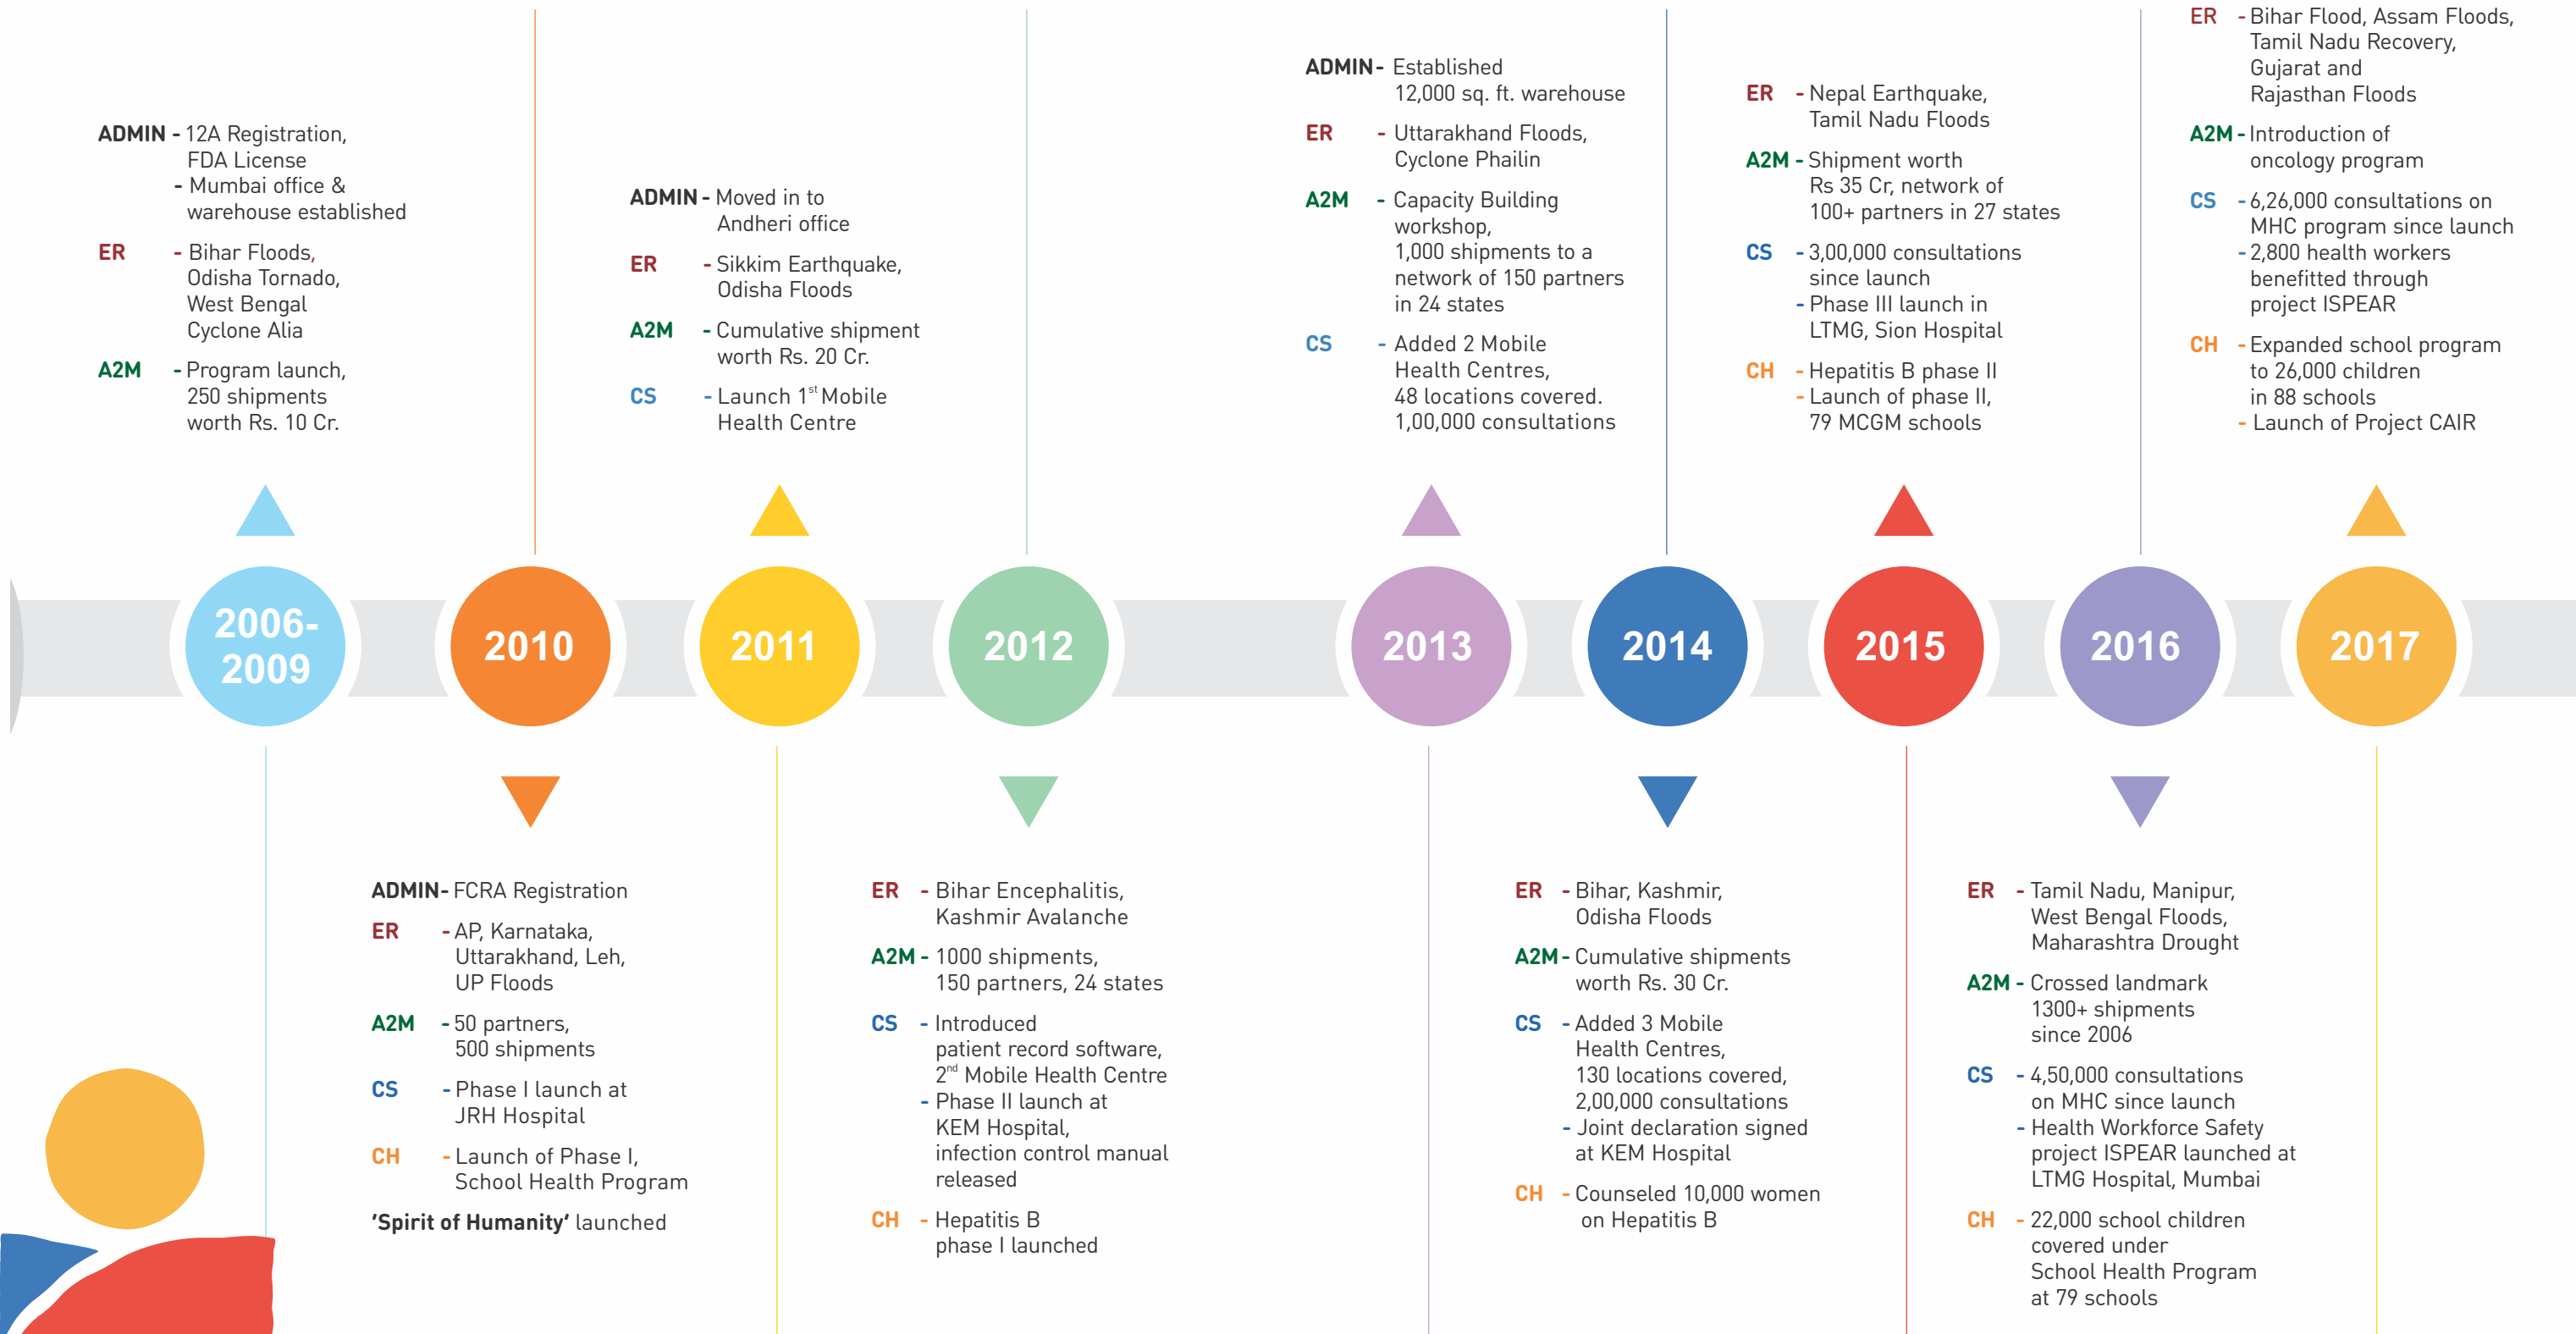 ADMIN - 12A Registration,
FDA License
- Mumbai office &
warehouse established
ER - Bihar Floods,
Odisha Tornado,
West Bengal
Cyclone Alia
A2M - Program launch,
250 shipments
worth Rs. 10 Cr.
ADMIN - Moved in to
Andheri office
ER - Sikkim Earthquake,
Odisha Floods
A2M - Cumulative shipment
worth Rs. 20 Cr.
CS - Launch 1st Mobile
Health Centre
ADMIN- Established
12,000 sq. ft. warehouse
ER - Uttarakhand Floods,
Cyclone Phailin
A2M - Capacity Building
workshop,
1,000 shipments to a
network of 150 partners
in 24 states
CS - Added 2 Mobile
Health Centres,
48 locations covered.
1,00,000 consultations
ER - Nepal Earthquake,
Tamil Nadu Floods
A2M - Shipment worth
Rs 35 Cr, network of
100+ partners in 27 states
CS - 3,00,000 consultations
since launch
- Phase III launch in
LTMG, Sion Hospital
CH - Hepatitis B phase II
- Launch of phase II,
79 MCGM schools
ER - Bihar Flood, Assam Floods,
Tamil Nadu Recovery,
Gujarat and
Rajasthan Floods
A2M - Introduction of
oncology program
CS - 6,26,000 consultations on
MHC program since launch
- 2,800 health workers
benefitted through
project ISPEAR
CH - Expanded school program
to 26,000 children
in 88 schools
- Launch of Project CAIR
2006-
2009
2010
2011
2012
2013
2014
2015
2016
2017
ADMIN- FCRA Registration
ER - AP, Karnataka,
Uttarakhand, Leh,
UP Floods
A2M - 50 partners,
500 shipments
CS - Phase I launch at
JRH Hospital
CH - Launch of Phase I,
School Health Program
'Spirit of Humanity' launched
ER - Bihar Encephalitis,
Kashmir Avalanche
A2M - 1000 shipments,
150 partners, 24 states
CS - Introduced
patient record software,
2nd Mobile Health Centre
- Phase II launch at
KEM Hospital,
infection control manual
released
CH - Hepatitis B
phase I launched
ER - Bihar, Kashmir,
Odisha Floods
A2M - Cumulative shipments
worth Rs. 30 Cr.
CS - Added 3 Mobile
Health Centres,
130 locations covered,
2,00,000 consultations
- Joint declaration signed
at KEM Hospital
CH - Counseled 10,000 women
on Hepatitis B
ER - Tamil Nadu, Manipur,
West Bengal Floods,
Maharashtra Drought
A2M - Crossed landmark
1300+ shipments
since 2006
CS - 4,50,000 consultations
on MHC since launch
- Health Workforce Safety
project ISPEAR launched at
LTMG Hospital, Mumbai
CH - 22,000 school children
covered under
School Health Program
at 79 schools